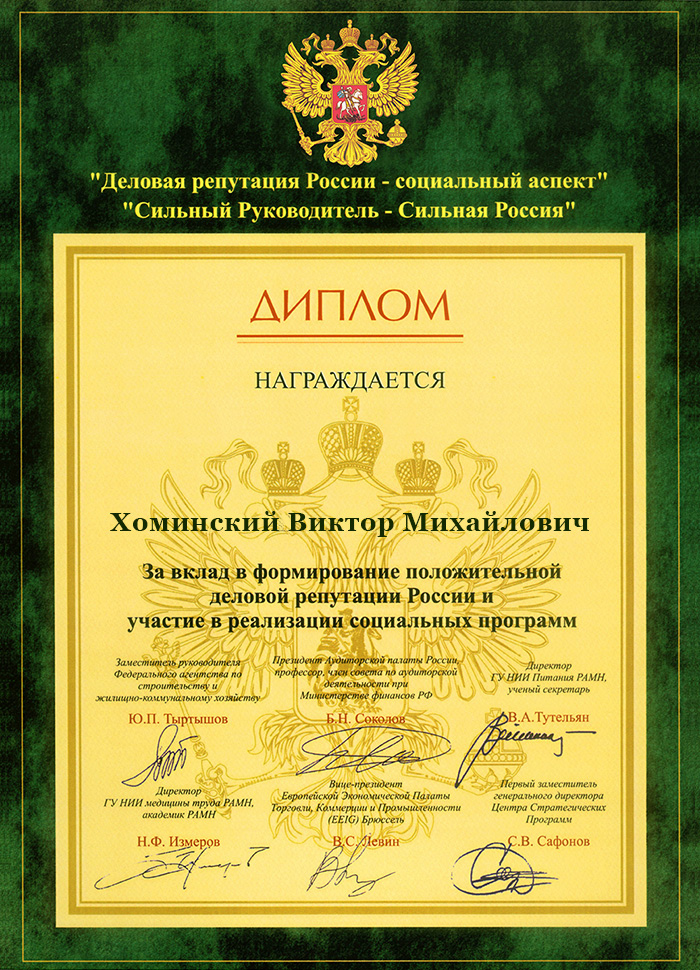 "Деловая репутация России - социальный аспект"
"Сильный Руководитель - Сильная Россия"
ДИПЛОМ
НАГРАЖДАЕТСЯ
Хоминский Виктор Михайлович
За вклад в формирование положительной
деловой репутации России и
участие в реализации социальных программ
Заместитель руководителя
Федерального агентства по
строительству и
жилищно-коммунальному хозяйству
Ю.П. Тыртышов
Президент Аудиторской палаты России,
профессор, член совета по аудиторской
деятельности при
Министерстве финансов РФ
Б.Н. Соколов
Директор
ГУ НИИ Питания РАМН,
ученый секретарь
В.А.Тутельян
Директор
ГУ НИИ медицины труда РАМН,
академик РАМН
Н.Ф. Измеров
Вице-президент
Европейской Экономической Палаты
Торговли, Коммерции и Промышленности
(EEIG) Брюссель
В.С. Левин
Первый заместитель
генерального директора
Центра Стратегических
Программ
С.В. Сафонов